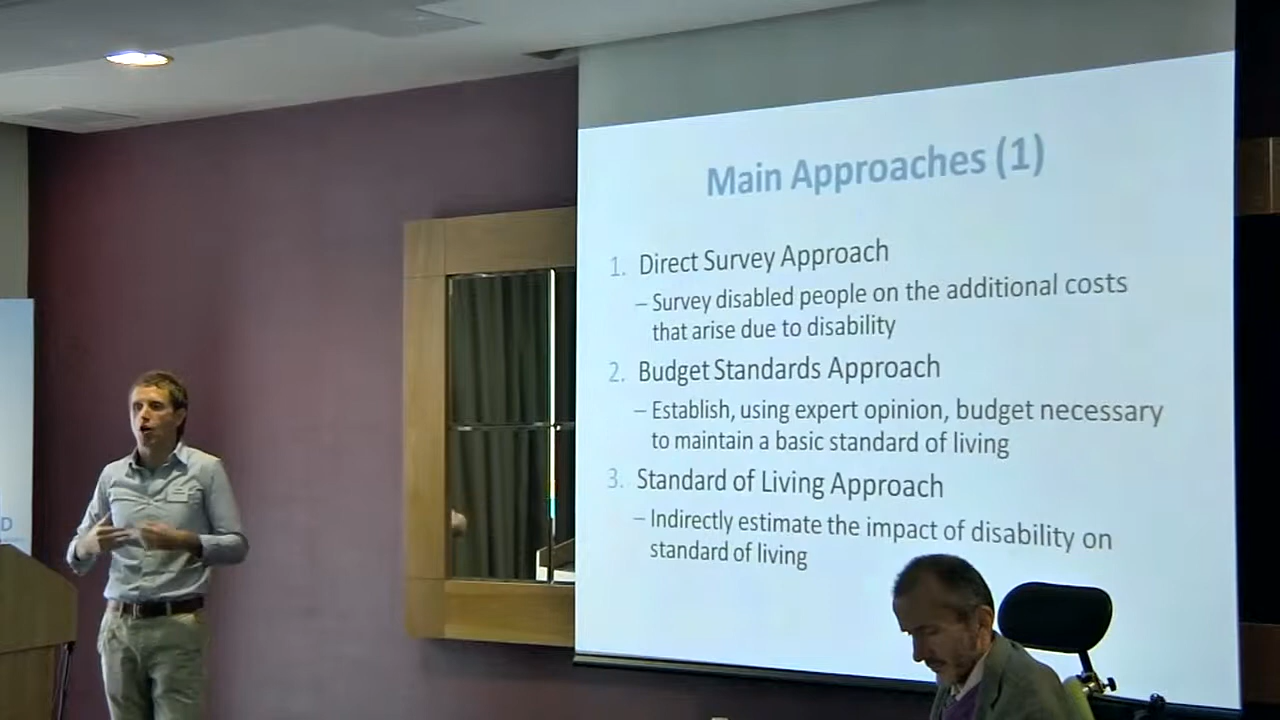 Main Approaches (1)
1. Direct Survey Approach
– Survey disabled people on the additional costs
that arise due to disability
2. Budget Standards Approach
– Establish, using expert opinion, budget necessary
to maintain a basic standard of living
3. Standard of Living Approach
– Indirectly estimate the impact of disability on
standard of living
D